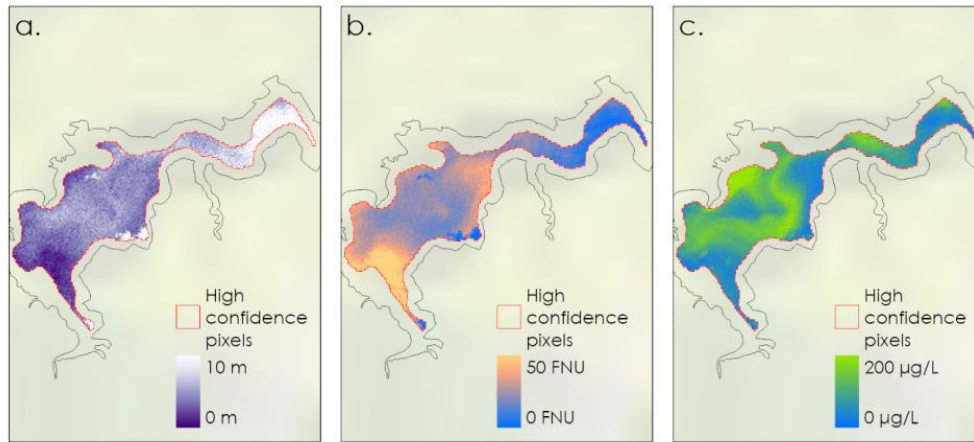 a.
High
confidence
pixels
10 m
0 m
b.
High
confidence
pixels
50 FNU
0 FNU
c.
High
confidence
pixels
200 µg/L
0 µg/L